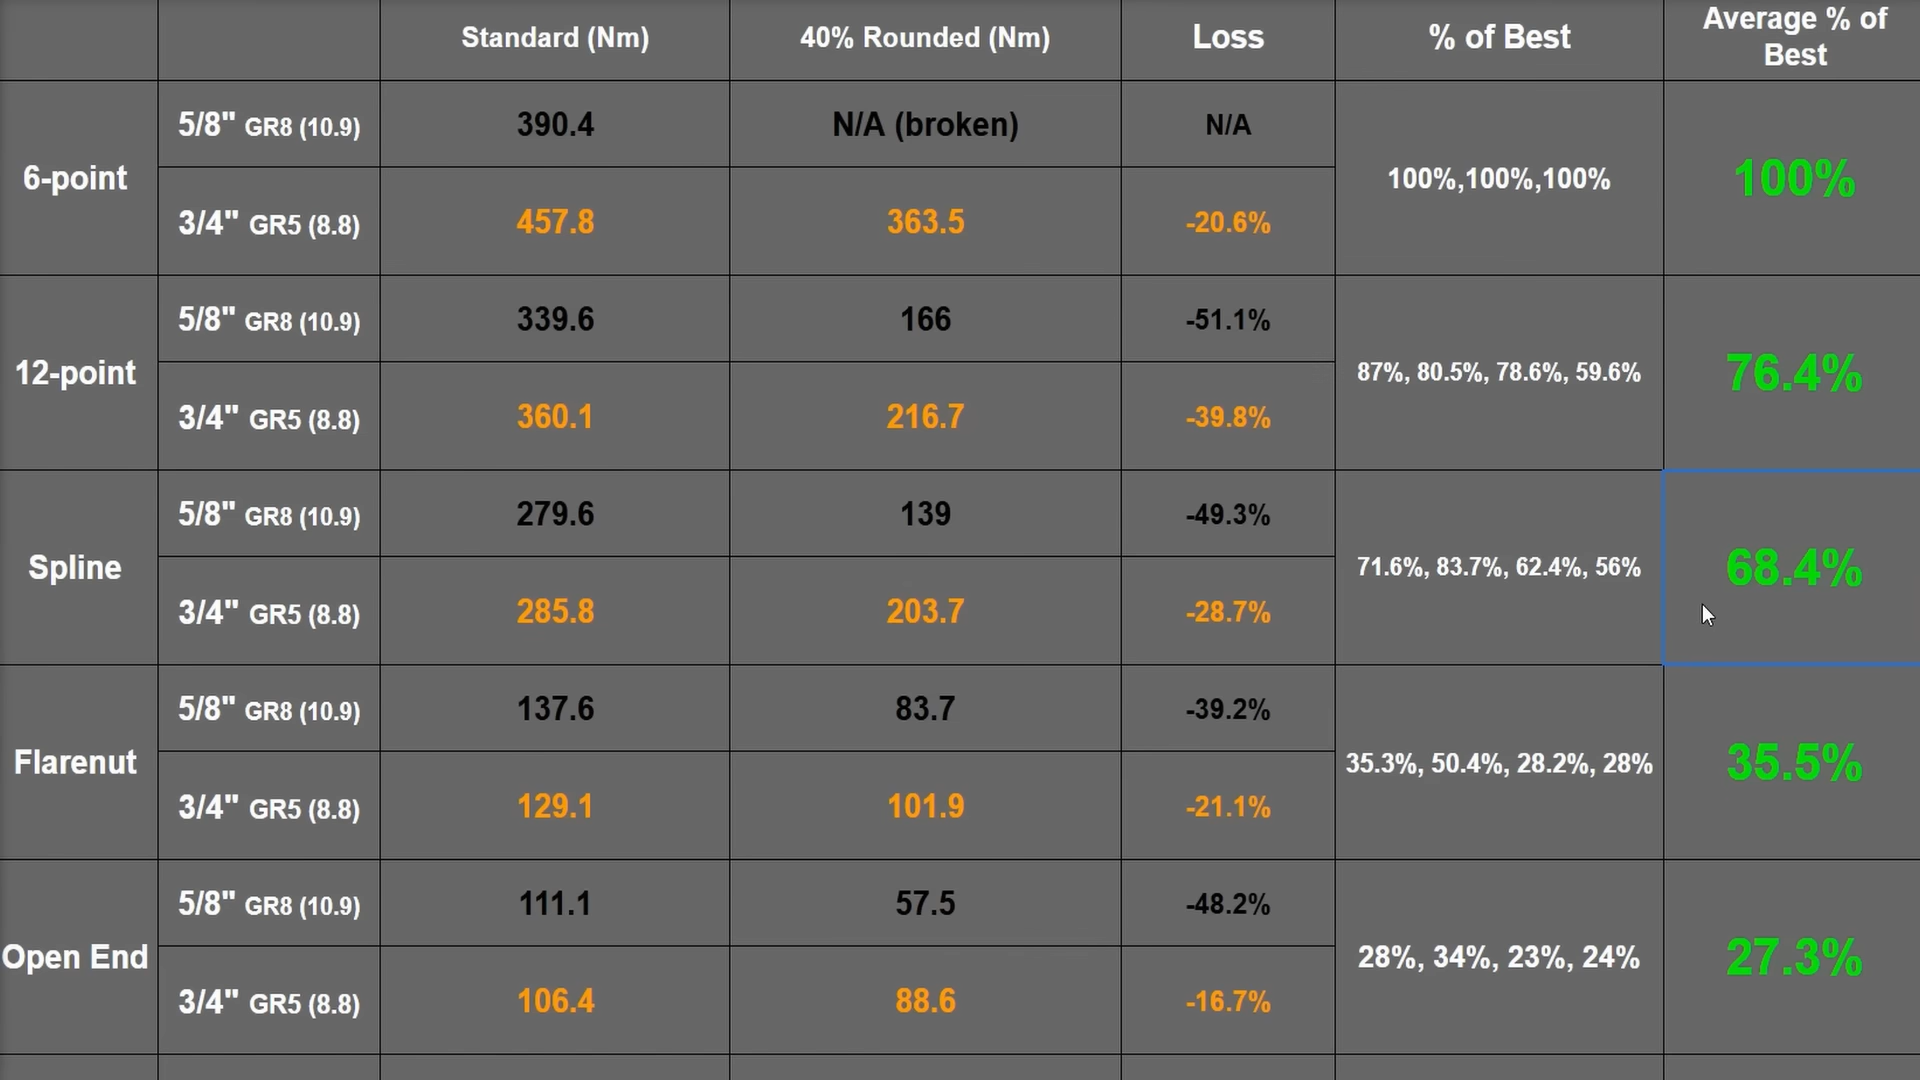 Standard (Nm) 40% Rounded (Nm) Loss % of Best Average % of
Best
6-point
5/8" GR8 (10.9) 390.4 N/A (broken) N/A
3/4" GR5 (8.8) 457.8 363.5 -20.6%
100%,100%,100% 100%
12-point
5/8" GR8 (10.9) 339.6 166 -51.1%
3/4" GR5 (8.8) 360.1 216.7 -39.8%
87%, 80.5%, 78.6%, 59.6% 76.4%
Spline
5/8" GR8 (10.9) 279.6 139 -49.3%
3/4" GR5 (8.8) 285.8 203.7 -28.7%
71.6%, 83.7%, 62.4%, 56% 68.4%
Flarenut
5/8" GR8 (10.9) 137.6 83.7 -39.2%
3/4" GR5 (8.8) 129.1 101.9 -21.1%
35.3%, 50.4%, 28.2%, 28% 35.5%
Open End
5/8" GR8 (10.9) 111.1 57.5 -48.2%
3/4" GR5 (8.8) 106.4 88.6 -16.7%
28%, 34%, 23%, 24% 27.3%